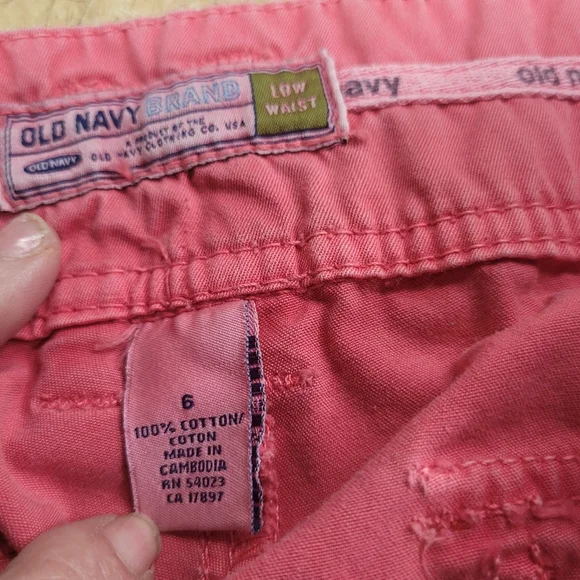 OLD NAVY BRAND
LOW WAIST
A PRODUCT OF THE
OLD NAVY OLD NAVY CLOTHING CO. USA
avy old n
6
100% COTTON/
COTON
MADE IN
CAMBODIA
RN 54023
CA 17897